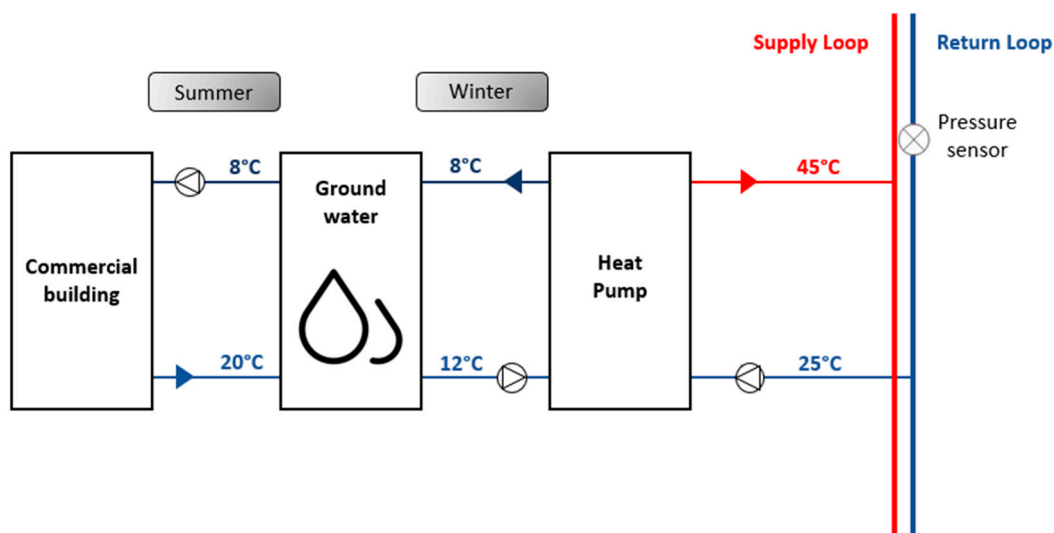 Supply Loop
Return Loop
Summer
Winter
Pressure
sensor
8°C
8°C
45°C
Ground
water
Commercial
building
Heat
Pump
20°C
12°C
25°C